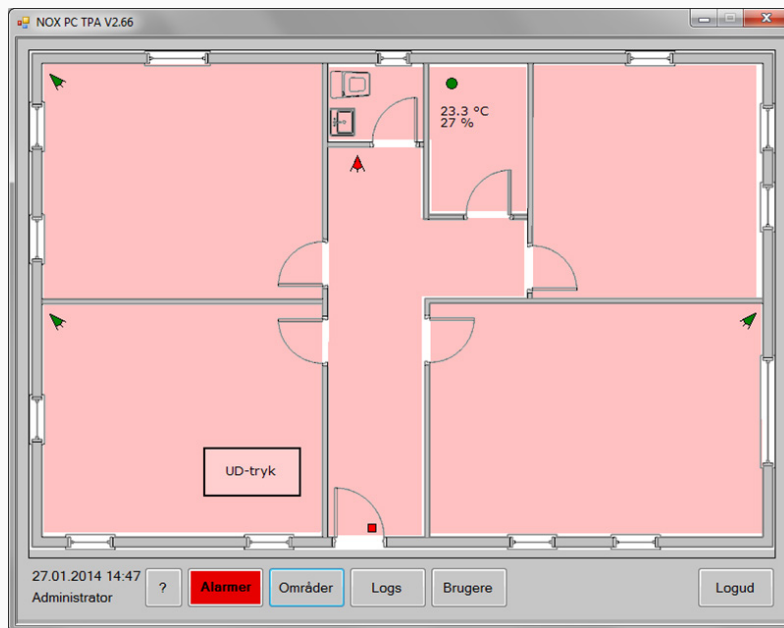 NOX PC TPA V2.66
23.3 °C
27 %
UD-tryk
27.01.2014 14:47
Administrator
?
Alarmer
Områder
Logs
Brugere
Logud